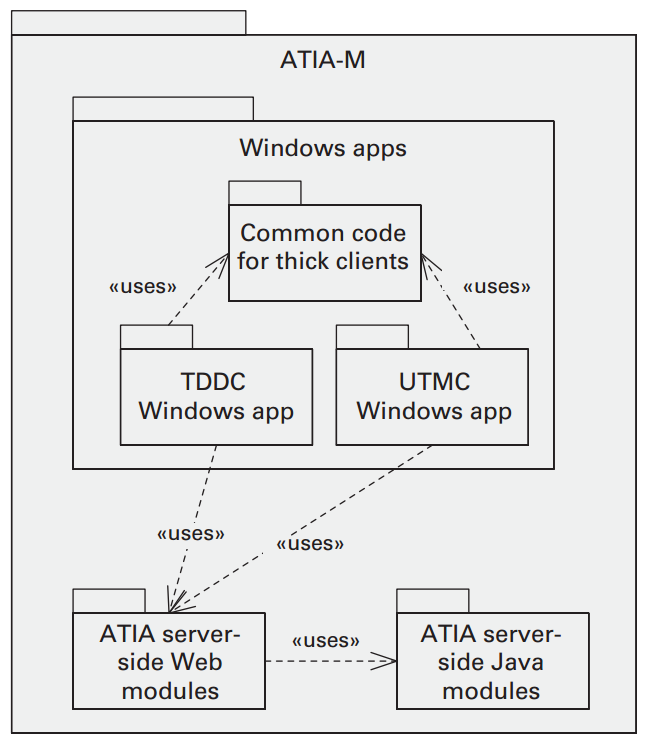 ATIA-M
Windows apps
Common code
for thick clients
«uses»
«uses»
TDDC
Windows app
UTMC
Windows app
«uses»
«uses»
ATIA server-
side Web
modules
«uses»
ATIA server-
side Java
modules